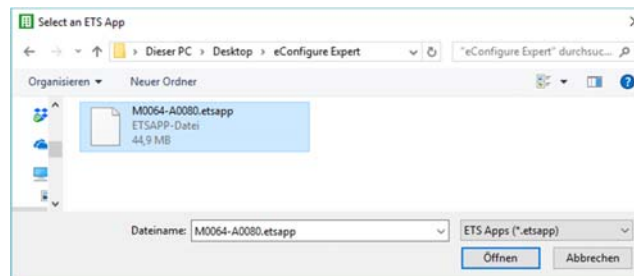 Select an ETS App
Dieser PC > Desktop > eConfigure Expert
"eConfigure Expert" durchsuc...
Organisieren
Neuer Ordner
M0064-A0080.etsapp
ETSAPP-Datei
44,9 MB
Dateiname:
M0064-A0080.etsapp
ETS Apps (*.etsapp)
Öffnen
Abbrechen